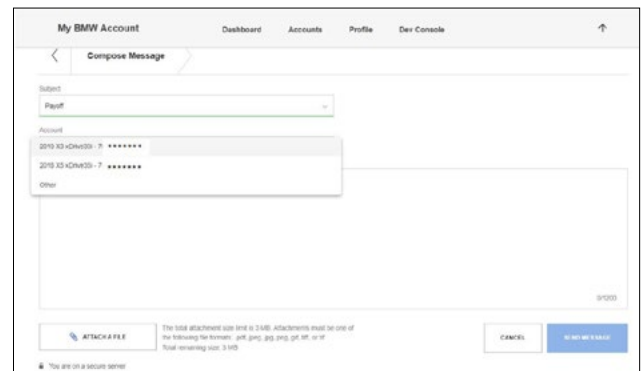 My BMW Account
Dashboard
Accounts
Profile
Dev Console
Compose Message
Subject
Payoff
Account
2019 X3 xDrive30i - 7 *******
2019 X3 xDrive30i - 7 *******
Other
0/1200
ATTACH A FILE
The total attachment size limit is 3 MB. Attachments must be one of
the following file formats: .pdf, .jpeg, .jpg, .png, .gif, .tiff, or .tif
Total remaining size: 3 MB
CANCEL
SEND MESSAGE
You are on a secure server